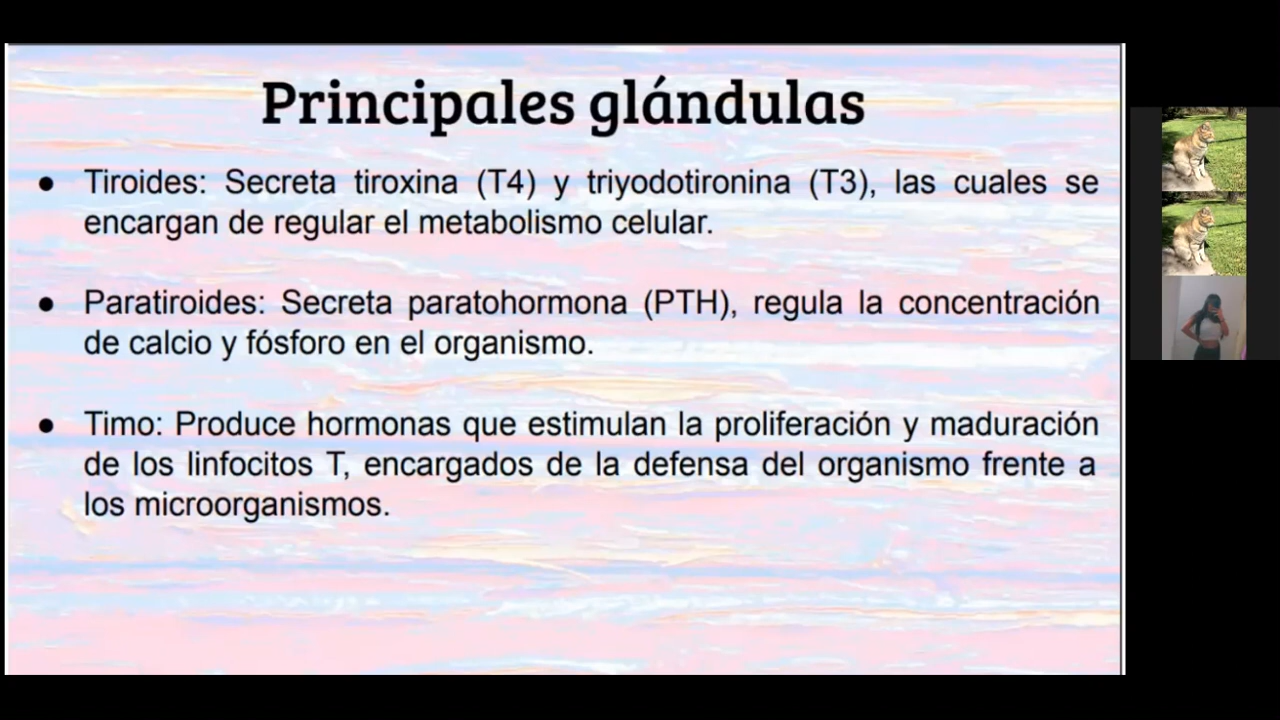 Principales glándulas
● Tiroides: Secreta tiroxina (T4) y triyodotironina (T3), las cuales se
encargan de regular el metabolismo celular.
● Paratiroides: Secreta paratohormona (PTH), regula la concentración
de calcio y fósforo en el organismo.
● Timo: Produce hormonas que estimulan la proliferación y maduración
de los linfocitos T, encargados de la defensa del organismo frente a
los microorganismos.